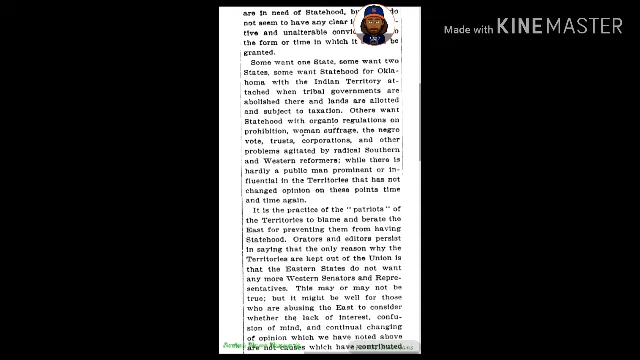 are in need of Statehood, but do
not seem to have any clear
tive and unalterable
the form or time in which it be
granted.
Some want one State, some want two
States, some want Statehood for Okla-
homa with the Indian Territory at-
tached when tribal governments are
abolished there and lands are allotted
and subject to taxation. Others want
Statehood with organic regulations on
prohibition, woman suffrage, the negro
vote, trusts, corporations, and other
problems agitated by radical Southern
and Western reformers; while there is
hardly a public man prominent or in-
fluential in the Territories that has not
changed opinion on these points time
and time again.
It is the practice of the "patriots" of
the Territories to blame and berate the
East for preventing them from having
Statehood. Orators and editors persist
in saying that the only reason why the
Territories are kept out of the Union is
that the Eastern States do not want
any more Western Senators and Repre-
sentatives. This may or may not be
true; but it might be well for those
who are abusing the East to consider
whether the lack of interest, confu-
sion of mind, and continual changing
of opinion which we have noted above
are not causes which have contributed
Made with KINEMASTER